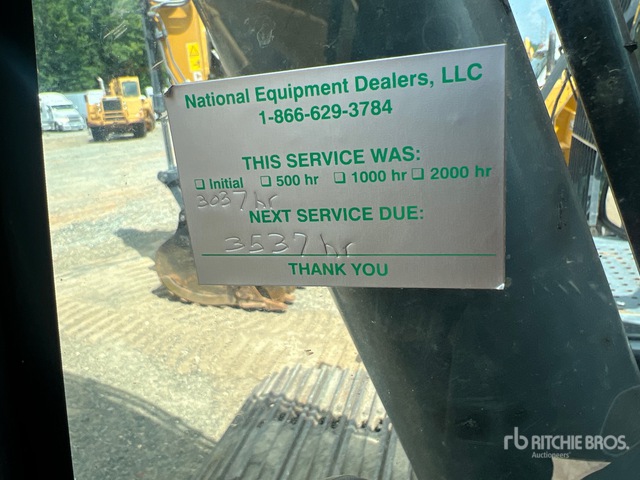 National Equipment Dealers, LLC
1-866-629-3784
THIS SERVICE WAS:
❏ Initial ❏ 500 hr ❏ 1000 hr ❏ 2000 hr
3037 hr
NEXT SERVICE DUE:
3537 hr
THANK YOU
rb RITCHIE BROS.
Auctioneers